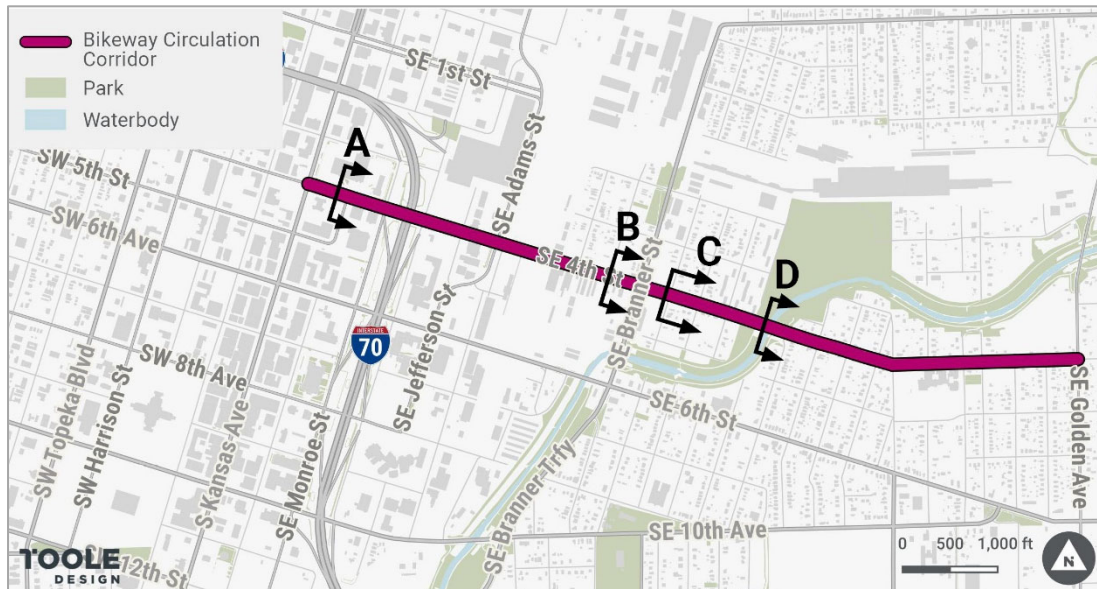 Bikeway Circulation
Corridor
Park
Waterbody
SE 1st St
A
SE Adams St
SW 5th St
SW 6th Ave
B
SE 4th St
SE Branner St
C
D
INTERSTATE
70
SW Topeka Blvd
SW Harrison St
SW 8th Ave
S Kansas Ave
SE Monroe St
SE Jefferson St
SE 6th St
SE Branner Trfy
SE Golden Ave
SE 10th Ave
12th St
0 500 1,000 ft
N
TOOLE
DESIGN